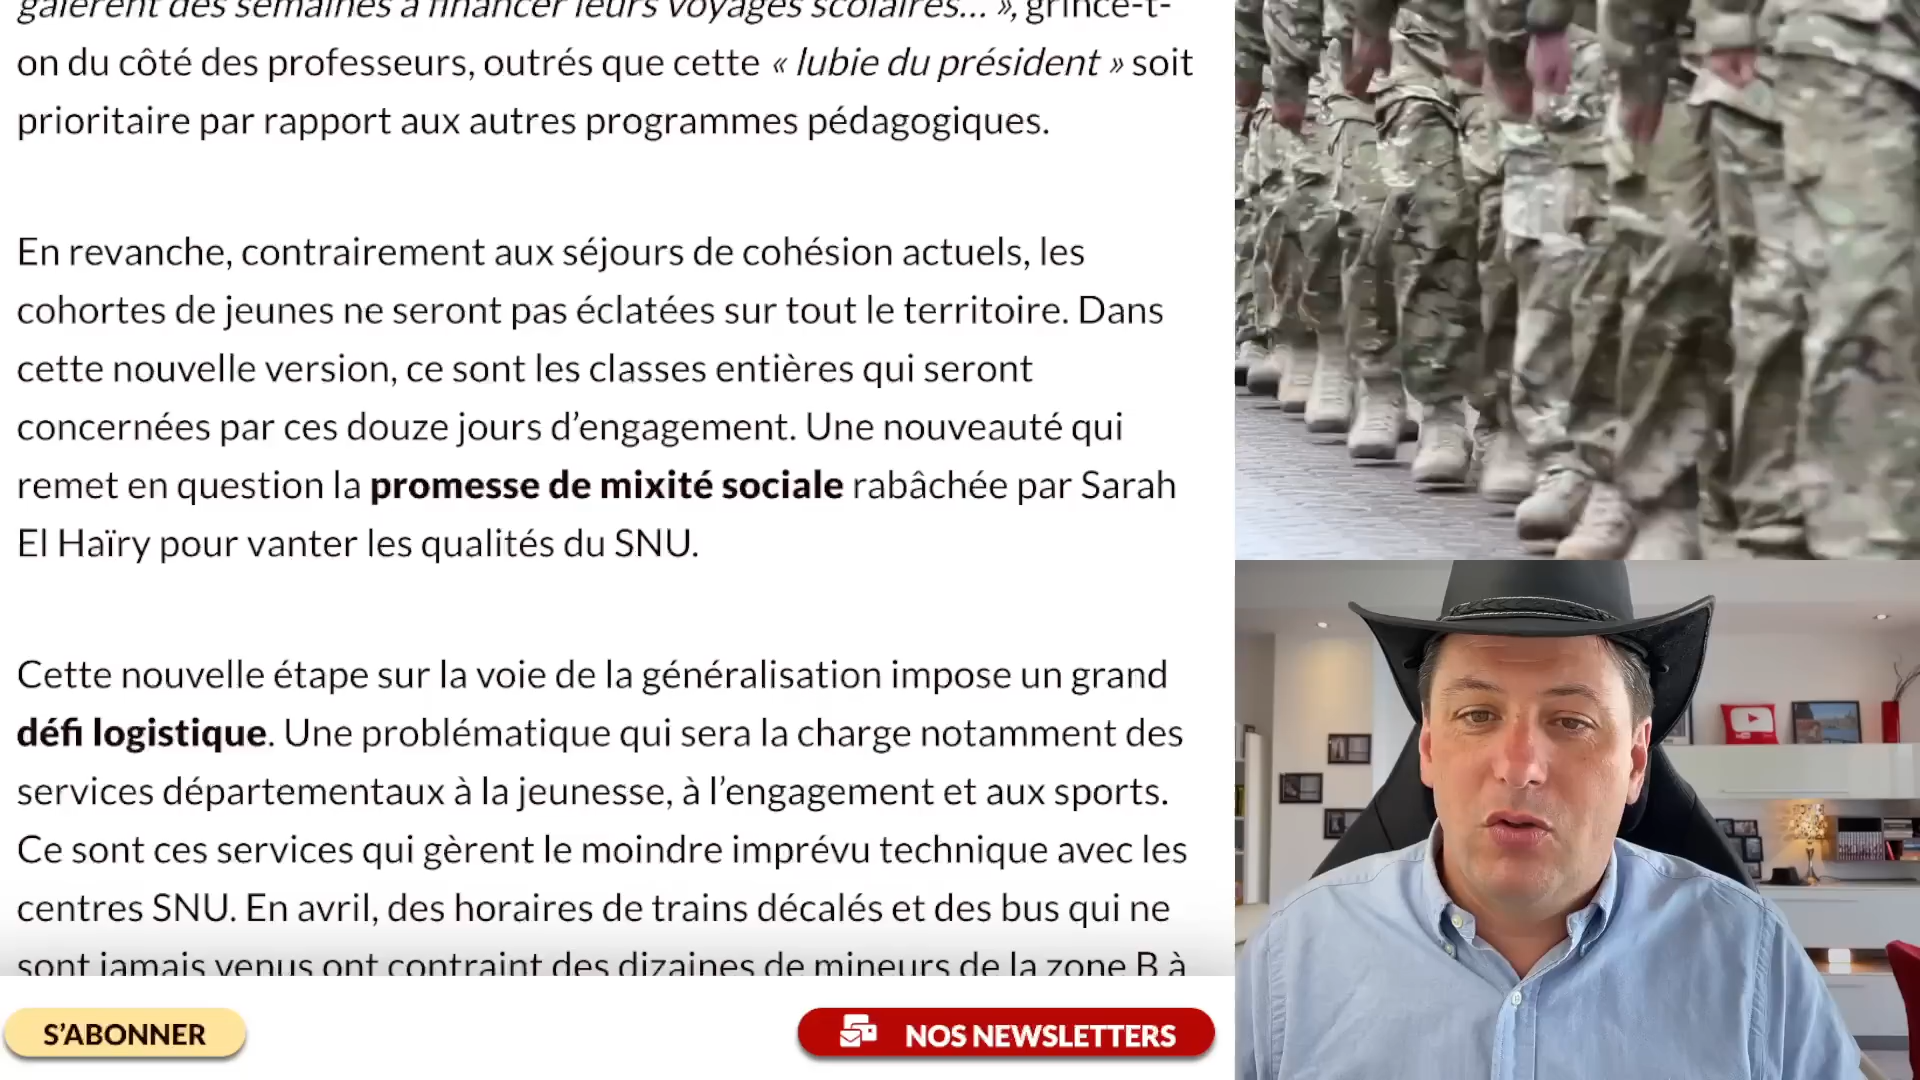 galèrent des semaines à financer leurs voyages scolaires… », grince-t-
on du côté des professeurs, outrés que cette « lubie du président » soit
prioritaire par rapport aux autres programmes pédagogiques.
En revanche, contrairement aux séjours de cohésion actuels, les
cohortes de jeunes ne seront pas éclatées sur tout le territoire. Dans
cette nouvelle version, ce sont les classes entières qui seront
concernées par ces douze jours d’engagement. Une nouveauté qui
remet en question la promesse de mixité sociale rabâchée par Sarah
El Haïry pour vanter les qualités du SNU.
Cette nouvelle étape sur la voie de la généralisation impose un grand
défi logistique. Une problématique qui sera la charge notamment des
services départementaux à la jeunesse, à l’engagement et aux sports.
Ce sont ces services qui gèrent le moindre imprévu technique avec les
centres SNU. En avril, des horaires de trains décalés et des bus qui ne
sont jamais venus ont contraint des dizaines de mineurs de la zone B à
S’ABONNER
NOS NEWSLETTERS